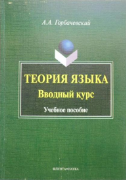 А.А. Горбачевский
ТЕОРИЯ ЯЗЫКА
Вводный курс
Учебное пособие